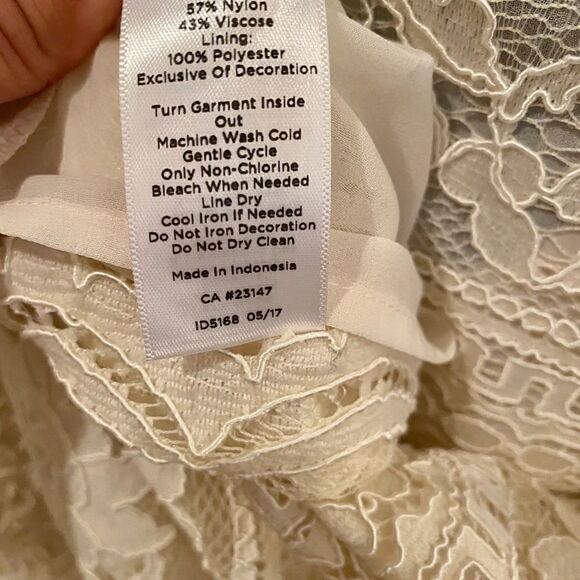 57% Nylon
43% Viscose
Lining:
100% Polyester
Exclusive Of Decoration
Turn Garment Inside
Out
Machine Wash Cold
Gentle Cycle
Only Non-Chlorine
Bleach When Needed
Line Dry
Cool Iron If Needed
Do Not Iron Decoration
Do Not Dry Clean
Made In Indonesia
CA #23147
ID5168 05/17